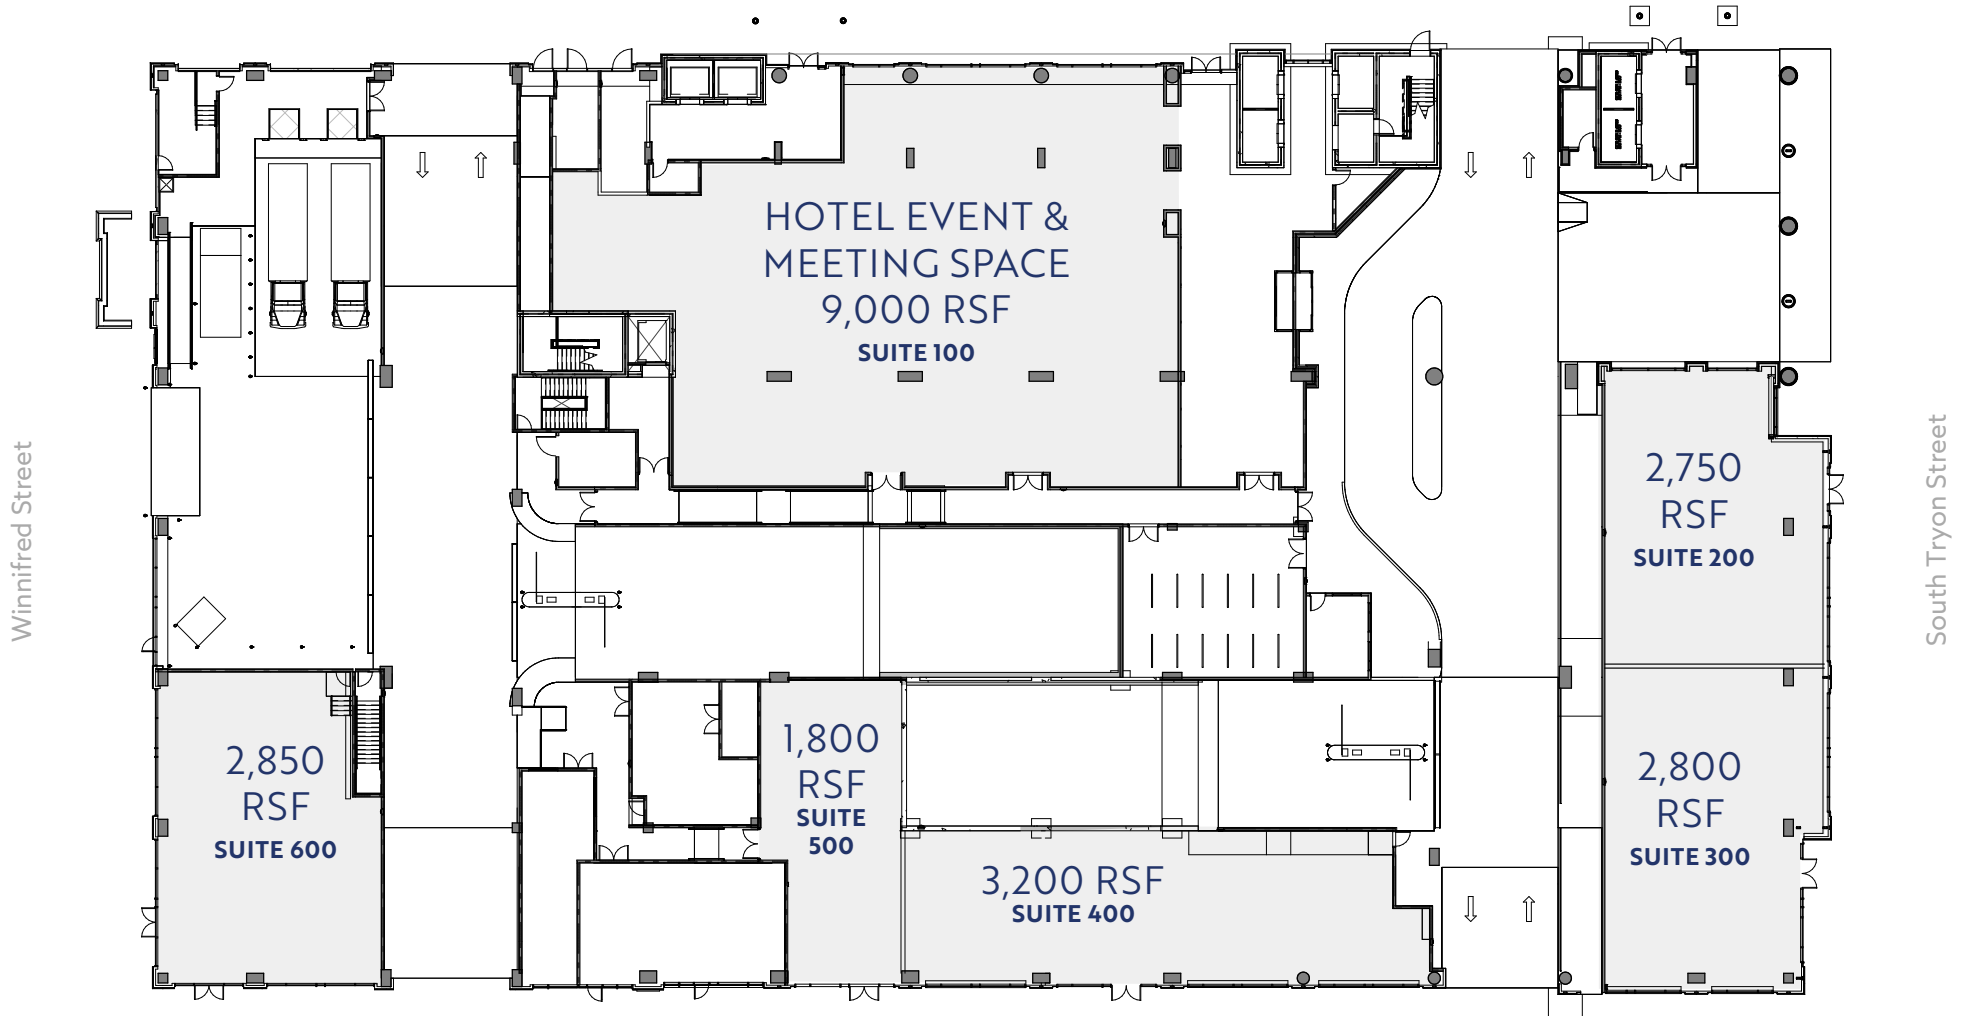 HOTEL EVENT &
MEETING SPACE
9,000 RSF
SUITE 100
Winnifred Street
South Tryon Street
2,750
RSF
SUITE 200
2,850
RSF
SUITE 600
1,800
RSF
SUITE
500
3,200 RSF
SUITE 400
2,800
RSF
SUITE 300